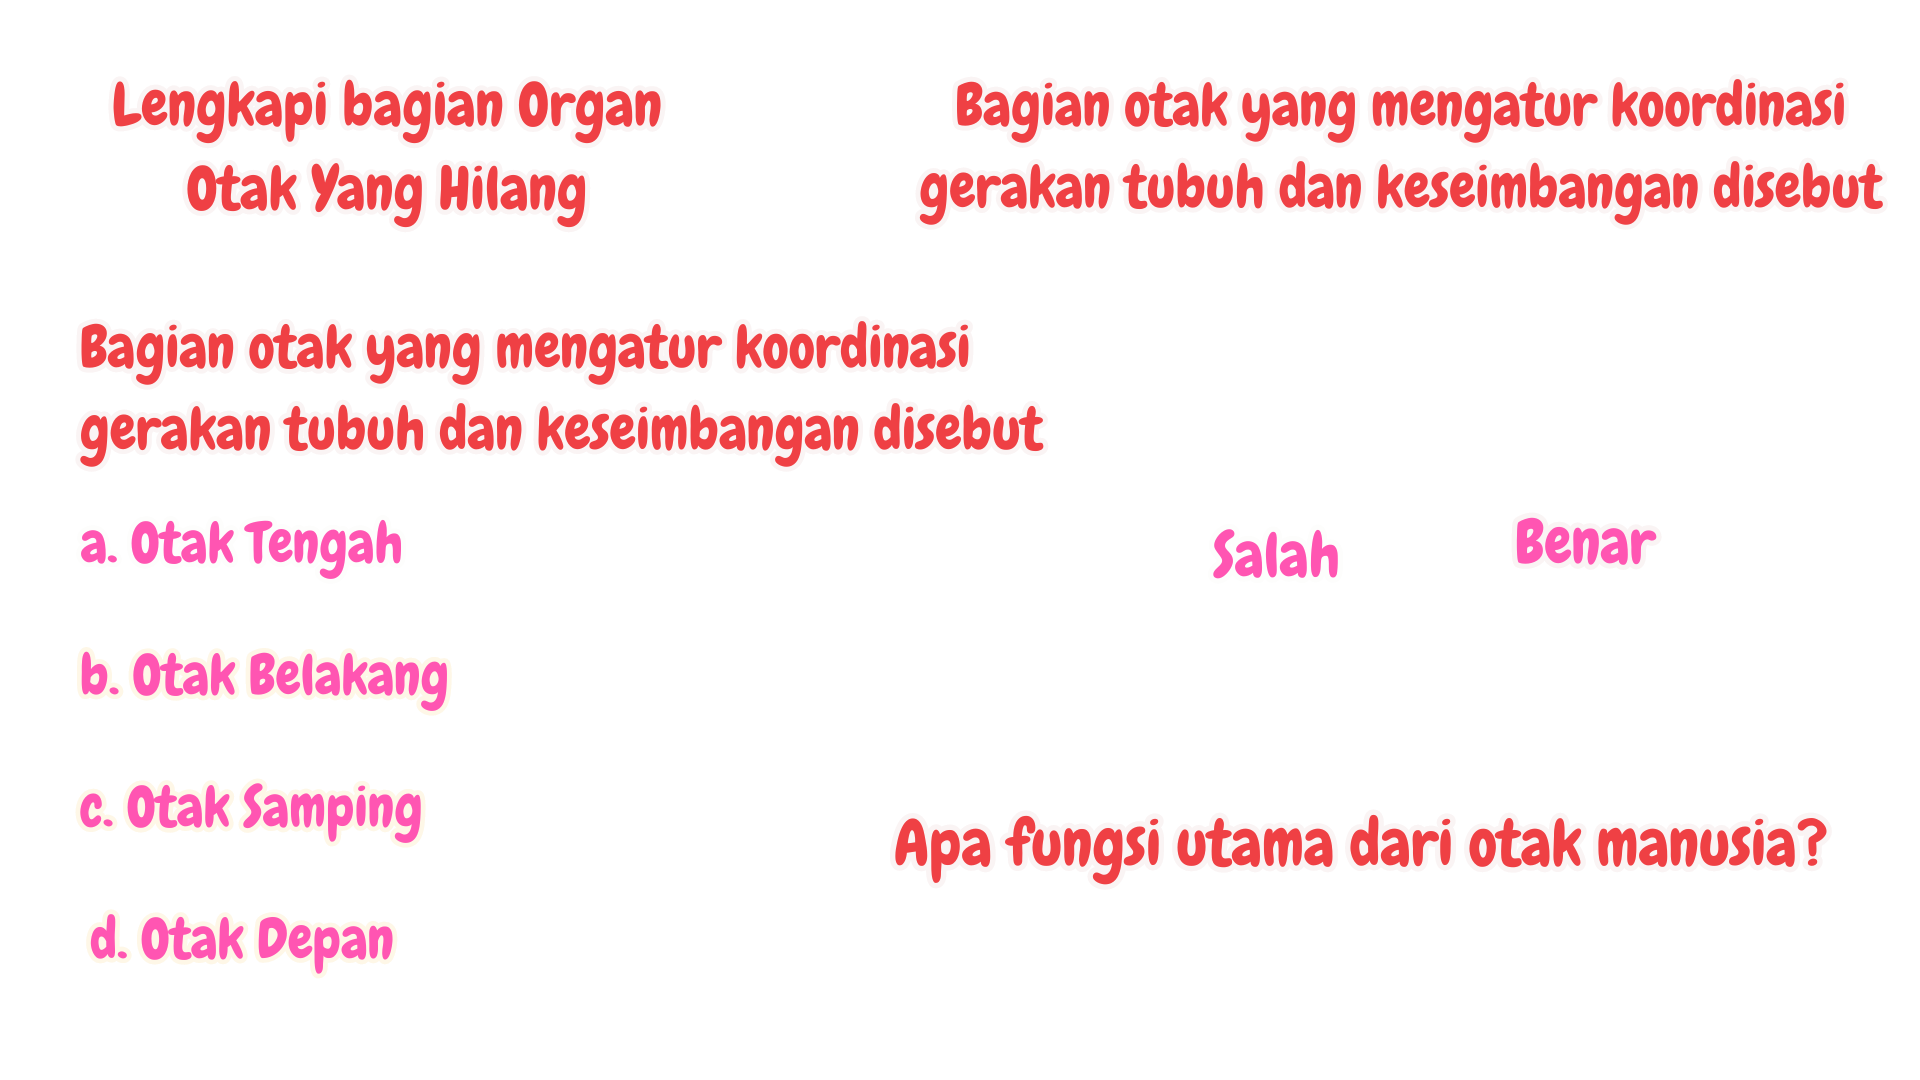 Lengkapi bagian Organ
Otak Yang Hilang
Bagian otak yang mengatur koordinasi
gerakan tubuh dan keseimbangan disebut
Bagian otak yang mengatur koordinasi
gerakan tubuh dan keseimbangan disebut
a. Otak Tengah
b. Otak Belakang
c. Otak Samping
d. Otak Depan
Salah
Benar
Apa fungsi utama dari otak manusia?